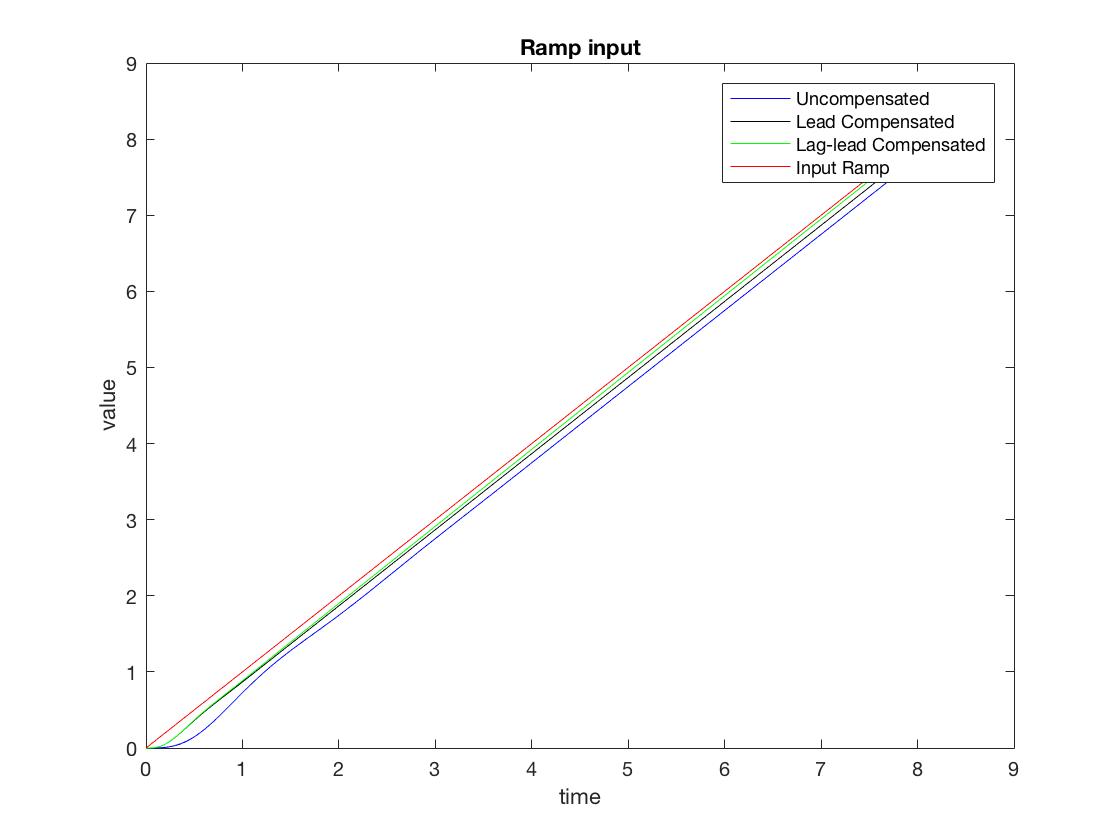 Ramp input
9
8
7
6
5
4
3
2
1
0
value
Uncompensated
Lead Compensated
Lag-lead Compensated
Input Ramp
0 1 2 3 4 5 6 7 8 9
time